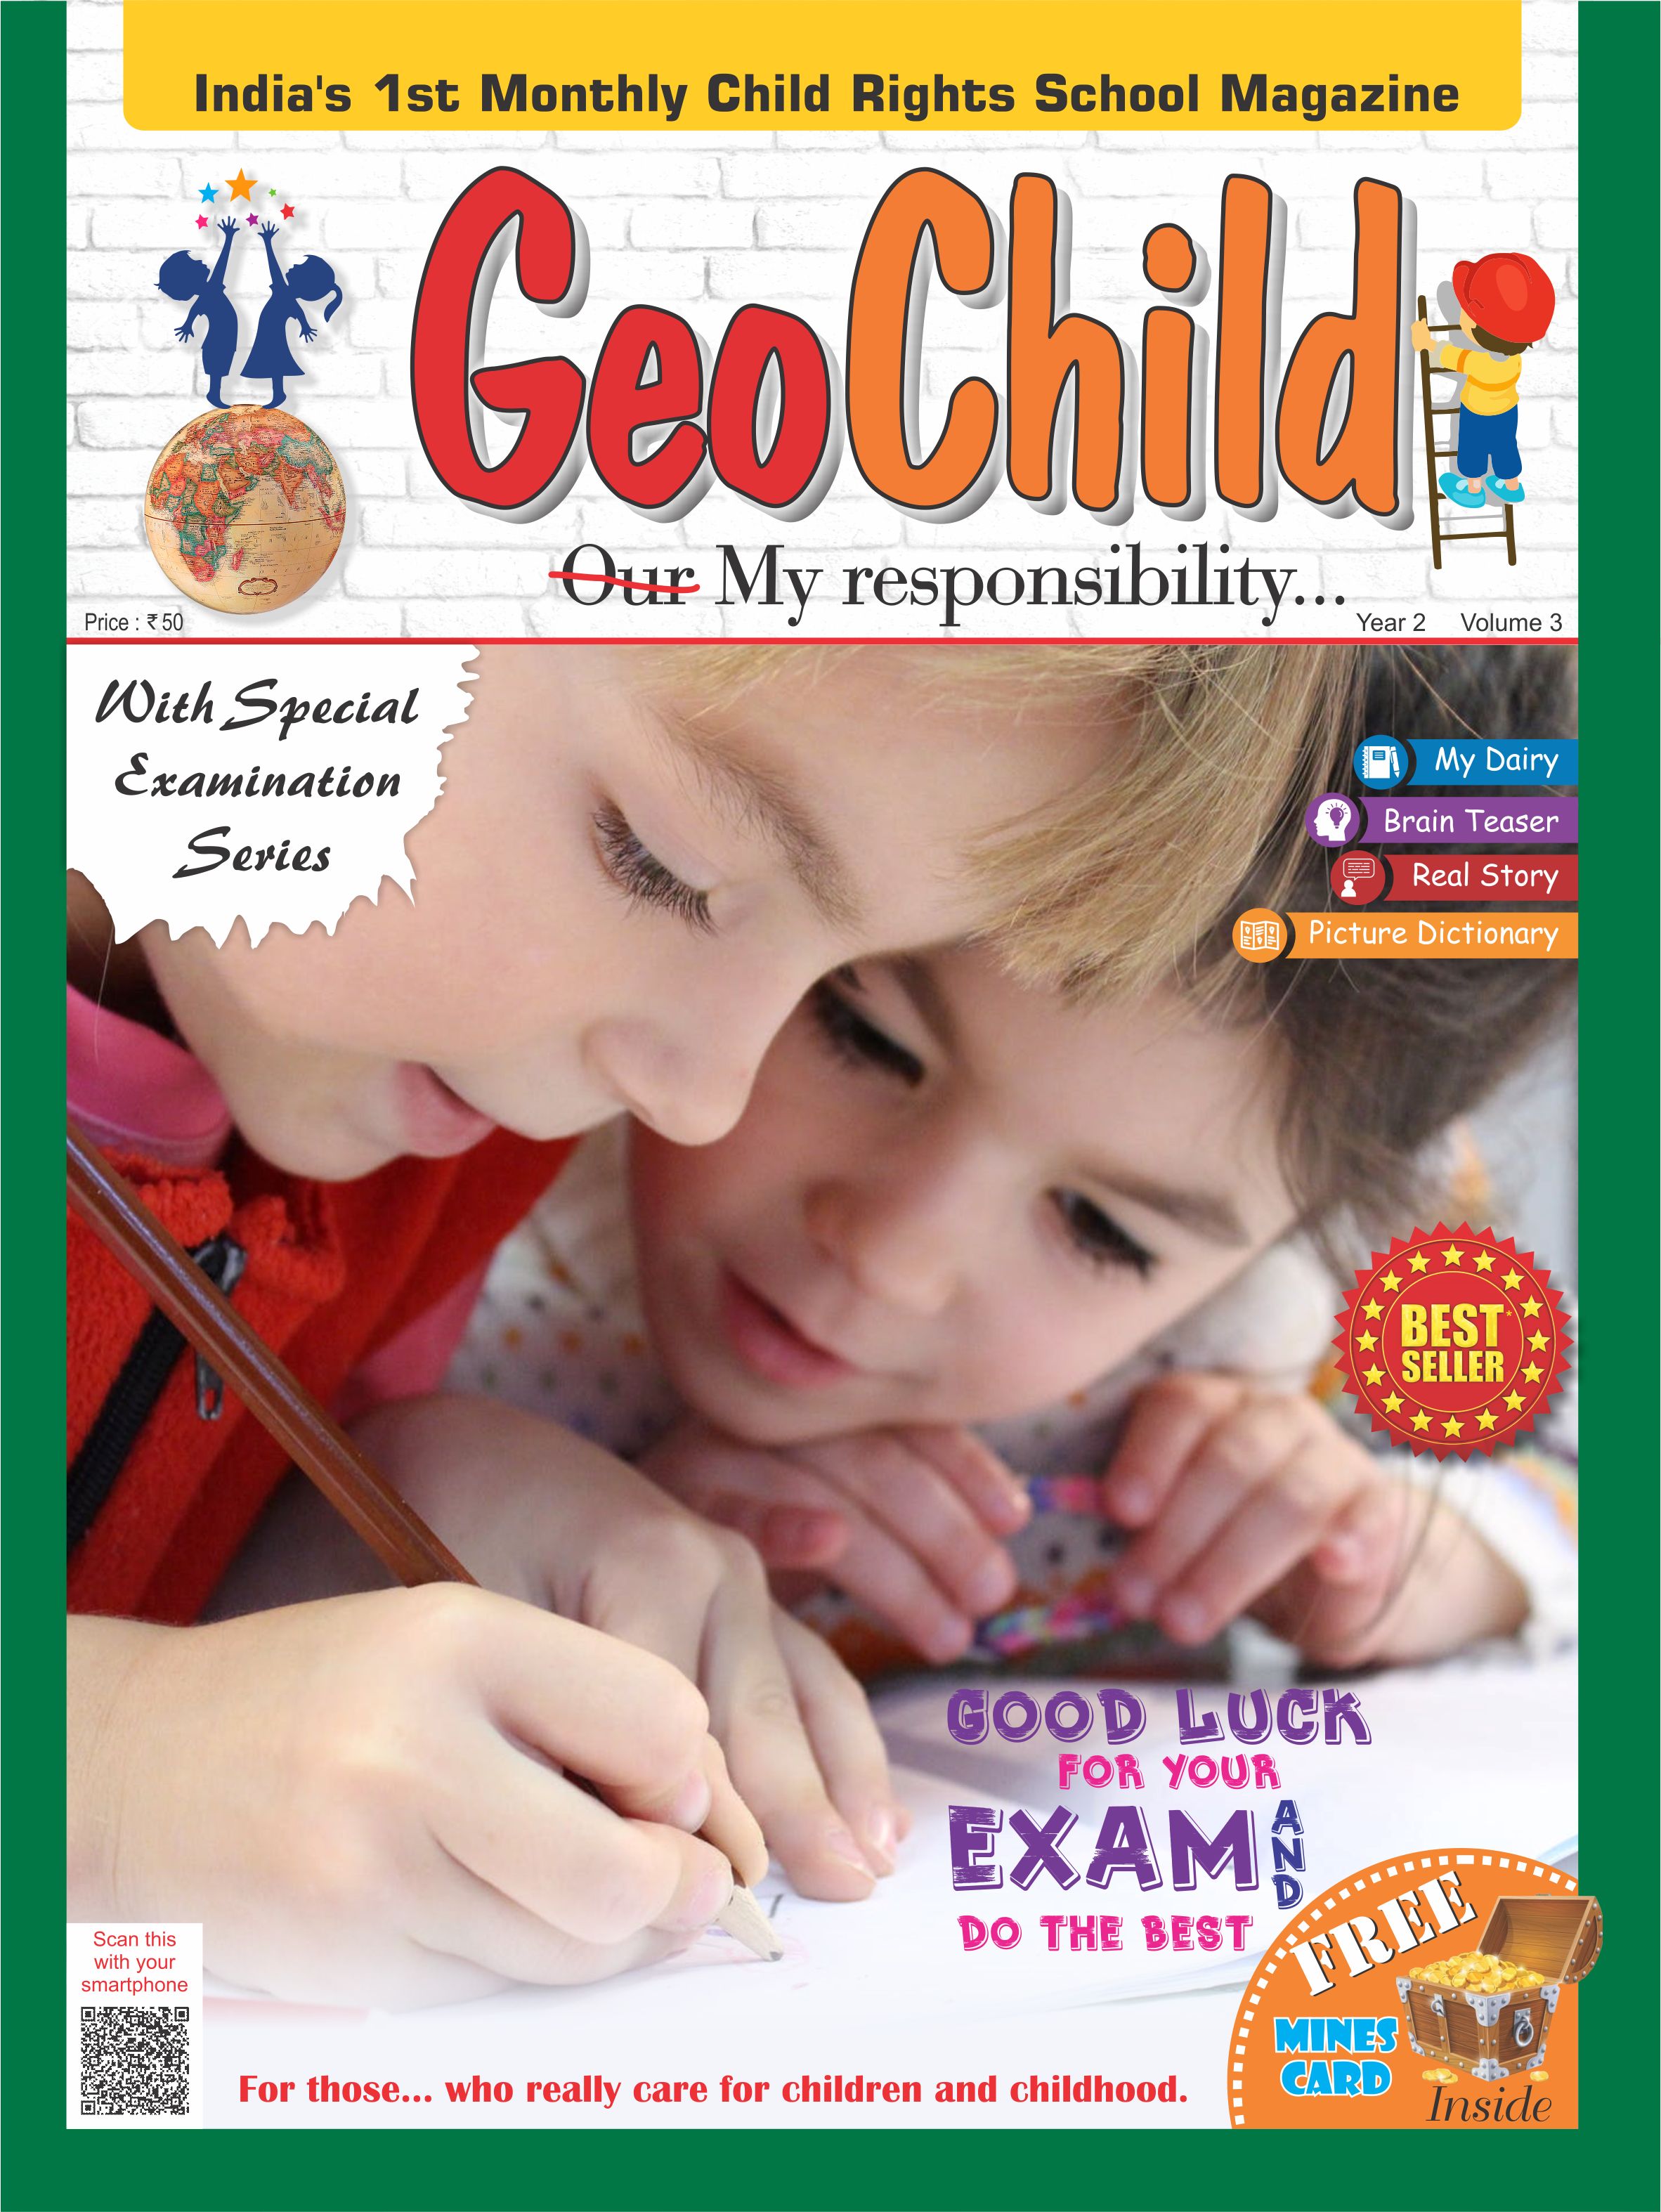 India's 1st Monthly Child Rights School Magazine
GeoChild
Our My responsibility...
Price : ₹ 50
Year 2 Volume 3
With Special
Examination
Series
My Dairy
Brain Teaser
Real Story
Picture Dictionary
BEST*
SELLER
GOOD LUCK
FOR YOUR
EXAM AND
DO THE BEST
FREE
MINES
CARD
Inside
Scan this
with your
smartphone
For those... who really care for children and childhood.